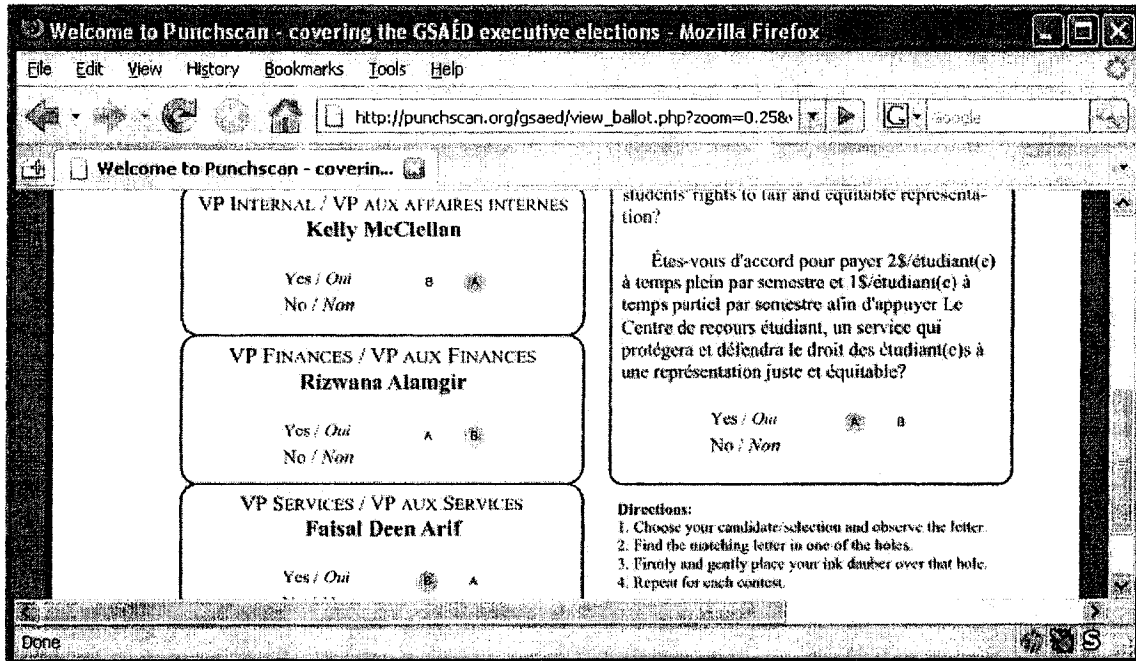 Welcome to Punchscan - covering the GSAÉD executive elections - Mozilla Firefox
File Edit View History Bookmarks Tools Help
http://punchscan.org/gsaed/view_ballot.php?zoom=0.25&
G Google
Welcome to Punchscan - coverin...
VP INTERNAL / VP AUX AFFAIRES INTERNES
Kelly McClellan
Yes / Oui B A
No / Non
VP FINANCES / VP AUX FINANCES
Rizwana Alamgir
Yes / Oui A B
No / Non
VP SERVICES / VP AUX SERVICES
Faisal Deen Arif
Yes / Oui B A
students' rights to fair and equitable representa-
tion?
Êtes-vous d'accord pour payer 2$/étudiant(e)
à temps plein par semestre et 1$/étudiant(e) à
temps partiel par semestre afin d'appuyer Le
Centre de recours étudiant, un service qui
protégera et défendra le droit des étudiant(e)s à
une représentation juste et équitable?
Yes / Oui A B
No / Non
Directions:
1. Choose your candidate/selection and observe the letter.
2. Find the matching letter in one of the holes.
3. Firmly and gently place your ink dauber over that hole.
4. Repeat for each contest.
Done
S